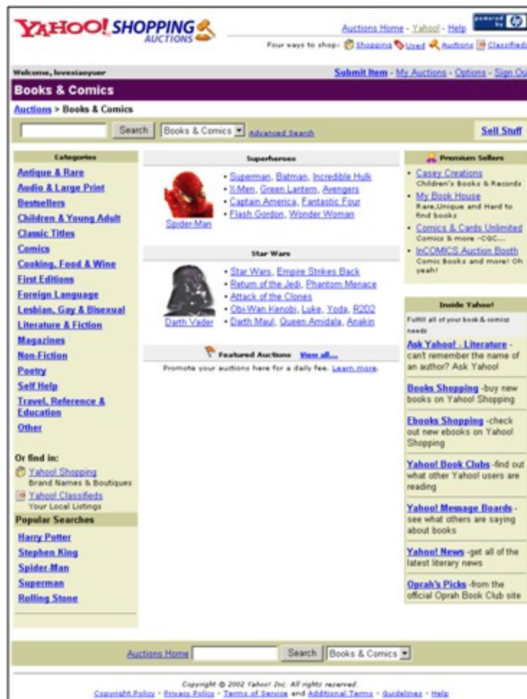 YAHOO! SHOPPING
AUCTIONS
Auctions Home - Yahoo! - Help
powered by hp
Four ways to shop: Shopping Used Auctions Classifieds
Welcome, lovexiaoyuer
Submit Item - My Auctions - Options - Sign Out
Books & Comics
Auctions > Books & Comics
Search Books & Comics Advanced Search
Sell Stuff
Categories
Antique & Rare
Audio & Large Print
Bestsellers
Children & Young Adult
Classic Titles
Comics
Cooking, Food & Wine
First Editions
Foreign Language
Lesbian, Gay & Bisexual
Literature & Fiction
Magazines
Non-Fiction
Poetry
Self Help
Travel, Reference &
Education
Other
Or find in:
Yahoo! Shopping
Brand Names & Boutiques
Yahoo! Classifieds
Your Local Listings
Popular Searches
Harry Potter
Stephen King
Spider-Man
Superman
Rolling Stone
Superheroes
Spider-Man
• Superman, Batman, Incredible Hulk
• X-Men, Green Lantern, Avengers
• Captain America, Fantastic Four
• Flash Gordon, Wonder Woman
Star Wars
Darth Vader
• Star Wars, Empire Strikes Back
• Return of the Jedi, Phantom Menace
• Attack of the Clones
• Obi-Wan Kenobi, Luke, Yoda, R2D2
• Darth Maul, Queen Amidala, Anakin
Featured Auctions View all...
Promote your auctions here for a daily fee. Learn more.
Premium Sellers
• Casey Creations
Children's Books & Records
• My Book House
Rare,Unique and Hard to
find books
• Comics & Cards Unlimited
Comics & more -CGC...
• InCOMICS Auction Booth
Comic Books and more! Oh
yeah!
Inside Yahoo!
Fulfill all of your book & comics
needs
Ask Yahoo! - Literature -
can't remember the name of
an author? Ask Yahoo!
Books Shopping -buy new
books on Yahoo! Shopping
Ebooks Shopping -check
out new ebooks on Yahoo!
Shopping
Yahoo! Book Clubs -find out
what other Yahoo! users are
reading
Yahoo! Message Boards -
see what others are saying
about books
Yahoo! News -get all of the
latest literary news
Oprah's Picks -from the
official Oprah Book Club site
Auctions Home Search Books & Comics
Copyright © 2002 Yahoo! Inc. All rights reserved.
Copyright Policy - Privacy Policy - Terms of Service and Additional Terms - Guidelines - Help